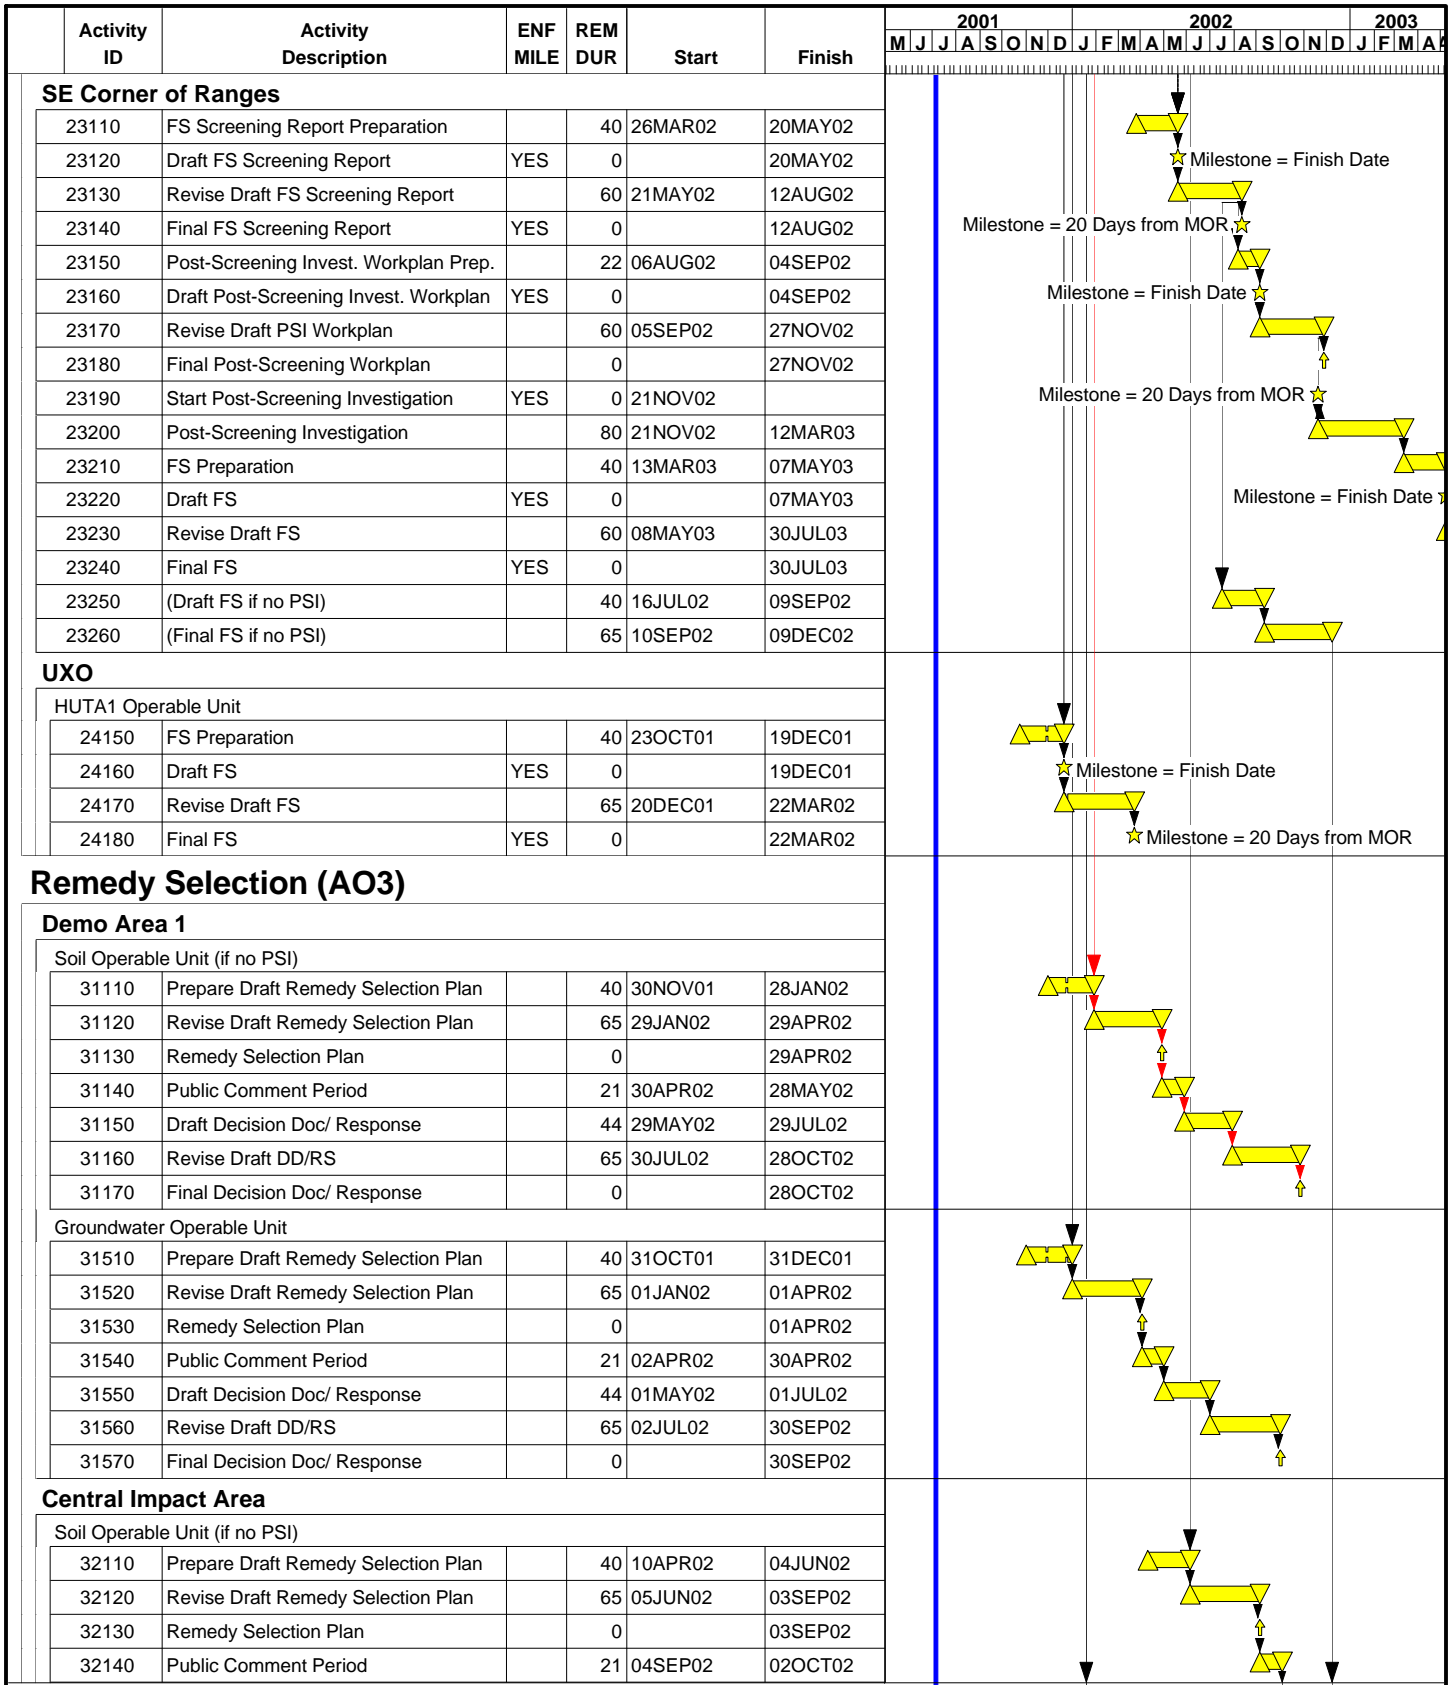 Activity ID Activity Description ENF MILE REM DUR Start Finish 2001 2002 2003
M J J A S O N D J F M A M J J A S O N D J F M A
SE Corner of Ranges
23110 FS Screening Report Preparation 40 26MAR02 20MAY02
23120 Draft FS Screening Report YES 0 20MAY02 Milestone = Finish Date
23130 Revise Draft FS Screening Report 60 21MAY02 12AUG02
23140 Final FS Screening Report YES 0 12AUG02 Milestone = 20 Days from MOR
23150 Post-Screening Invest. Workplan Prep. 22 06AUG02 04SEP02
23160 Draft Post-Screening Invest. Workplan YES 0 04SEP02 Milestone = Finish Date
23170 Revise Draft PSI Workplan 60 05SEP02 27NOV02
23180 Final Post-Screening Workplan 0 27NOV02
23190 Start Post-Screening Investigation YES 0 21NOV02 Milestone = 20 Days from MOR
23200 Post-Screening Investigation 80 21NOV02 12MAR03
23210 FS Preparation 40 13MAR03 07MAY03
23220 Draft FS YES 0 07MAY03 Milestone = Finish Date
23230 Revise Draft FS 60 08MAY03 30JUL03
23240 Final FS YES 0 30JUL03
23250 (Draft FS if no PSI) 40 16JUL02 09SEP02
23260 (Final FS if no PSI) 65 10SEP02 09DEC02
UXO
HUTA1 Operable Unit
24150 FS Preparation 40 23OCT01 19DEC01
24160 Draft FS YES 0 19DEC01 Milestone = Finish Date
24170 Revise Draft FS 65 20DEC01 22MAR02
24180 Final FS YES 0 22MAR02 Milestone = 20 Days from MOR
Remedy Selection (AO3)
Demo Area 1
Soil Operable Unit (if no PSI)
31110 Prepare Draft Remedy Selection Plan 40 30NOV01 28JAN02
31120 Revise Draft Remedy Selection Plan 65 29JAN02 29APR02
31130 Remedy Selection Plan 0 29APR02
31140 Public Comment Period 21 30APR02 28MAY02
31150 Draft Decision Doc/ Response 44 29MAY02 29JUL02
31160 Revise Draft DD/RS 65 30JUL02 28OCT02
31170 Final Decision Doc/ Response 0 28OCT02
Groundwater Operable Unit
31510 Prepare Draft Remedy Selection Plan 40 31OCT01 31DEC01
31520 Revise Draft Remedy Selection Plan 65 01JAN02 01APR02
31530 Remedy Selection Plan 0 01APR02
31540 Public Comment Period 21 02APR02 30APR02
31550 Draft Decision Doc/ Response 44 01MAY02 01JUL02
31560 Revise Draft DD/RS 65 02JUL02 30SEP02
31570 Final Decision Doc/ Response 0 30SEP02
Central Impact Area
Soil Operable Unit (if no PSI)
32110 Prepare Draft Remedy Selection Plan 40 10APR02 04JUN02
32120 Revise Draft Remedy Selection Plan 65 05JUN02 03SEP02
32130 Remedy Selection Plan 0 03SEP02
32140 Public Comment Period 21 04SEP02 02OCT02